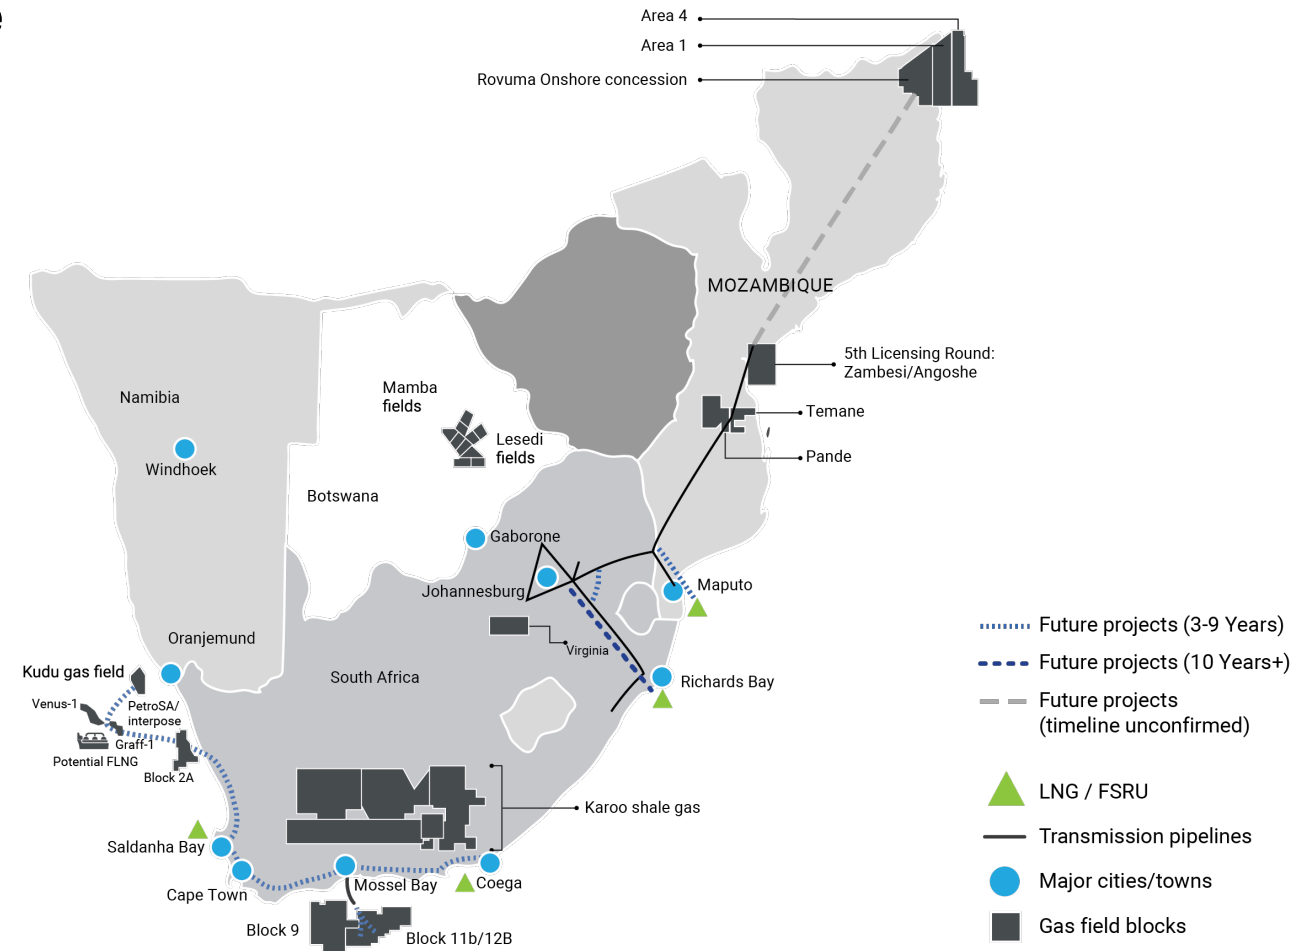 e
Area 4
Area 1
Rovuma Onshore concession
MOZAMBIQUE
5th Licensing Round:
Zambesi/Angoshe
Temane
Pande
Namibia
Windhoek
Mamba
fields
Lesedi
fields
Botswana
Gaborone
Johannesburg
Maputo
Virginia
Richards Bay
Oranjemund
South Africa
Kudu gas field
Venus-1
PetroSA/
interpose
Graff-1
Potential FLNG
Block 2A
Karoo shale gas
Saldanha Bay
Cape Town
Mossel Bay
Coega
Block 9
Block 11b/12B
Future projects (3-9 Years)
Future projects (10 Years+)
Future projects
(timeline unconfirmed)
LNG / FSRU
Transmission pipelines
Major cities/towns
Gas field blocks